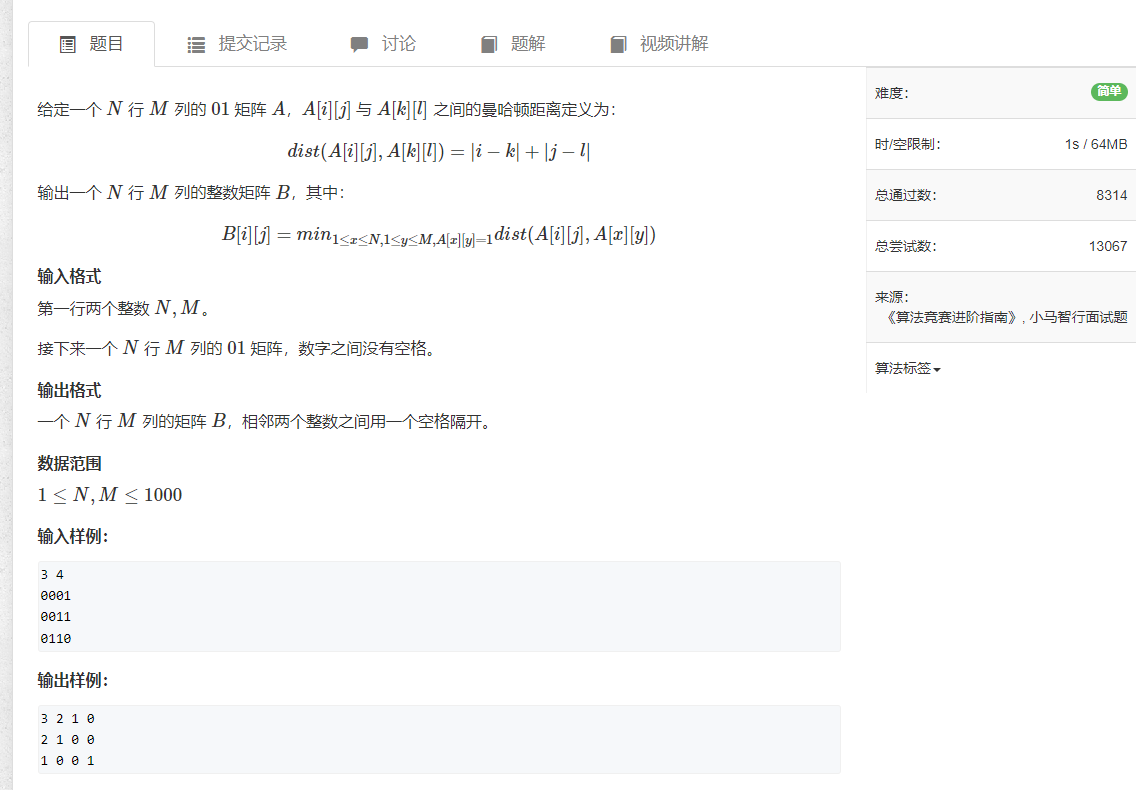 题目 提交记录 讨论 题解 视频讲解
给定一个 N 行 M 列的 01 矩阵 A，A[i][j] 与 A[k][l] 之间的曼哈顿距离定义为：
dist(A[i][j], A[k][l]) = |i − k| + |j − l|
输出一个 N 行 M 列的整数矩阵 B，其中：
B[i][j] = min₁≤x≤N,1≤y≤M,A[x][y]=1 dist(A[i][j], A[x][y])
输入格式
第一行两个整数 N, M。
接下来一个 N 行 M 列的 01 矩阵，数字之间没有空格。
输出格式
一个 N 行 M 列的矩阵 B，相邻两个整数之间用一个空格隔开。
数据范围
1 ≤ N, M ≤ 1000
输入样例：
3 4
0001
0011
0110
输出样例：
3 2 1 0
2 1 0 0
1 0 0 1
难度： 简单
时/空限制： 1s / 64MB
总通过数： 8314
总尝试数： 13067
来源：
《算法竞赛进阶指南》, 小马智行面试题
算法标签